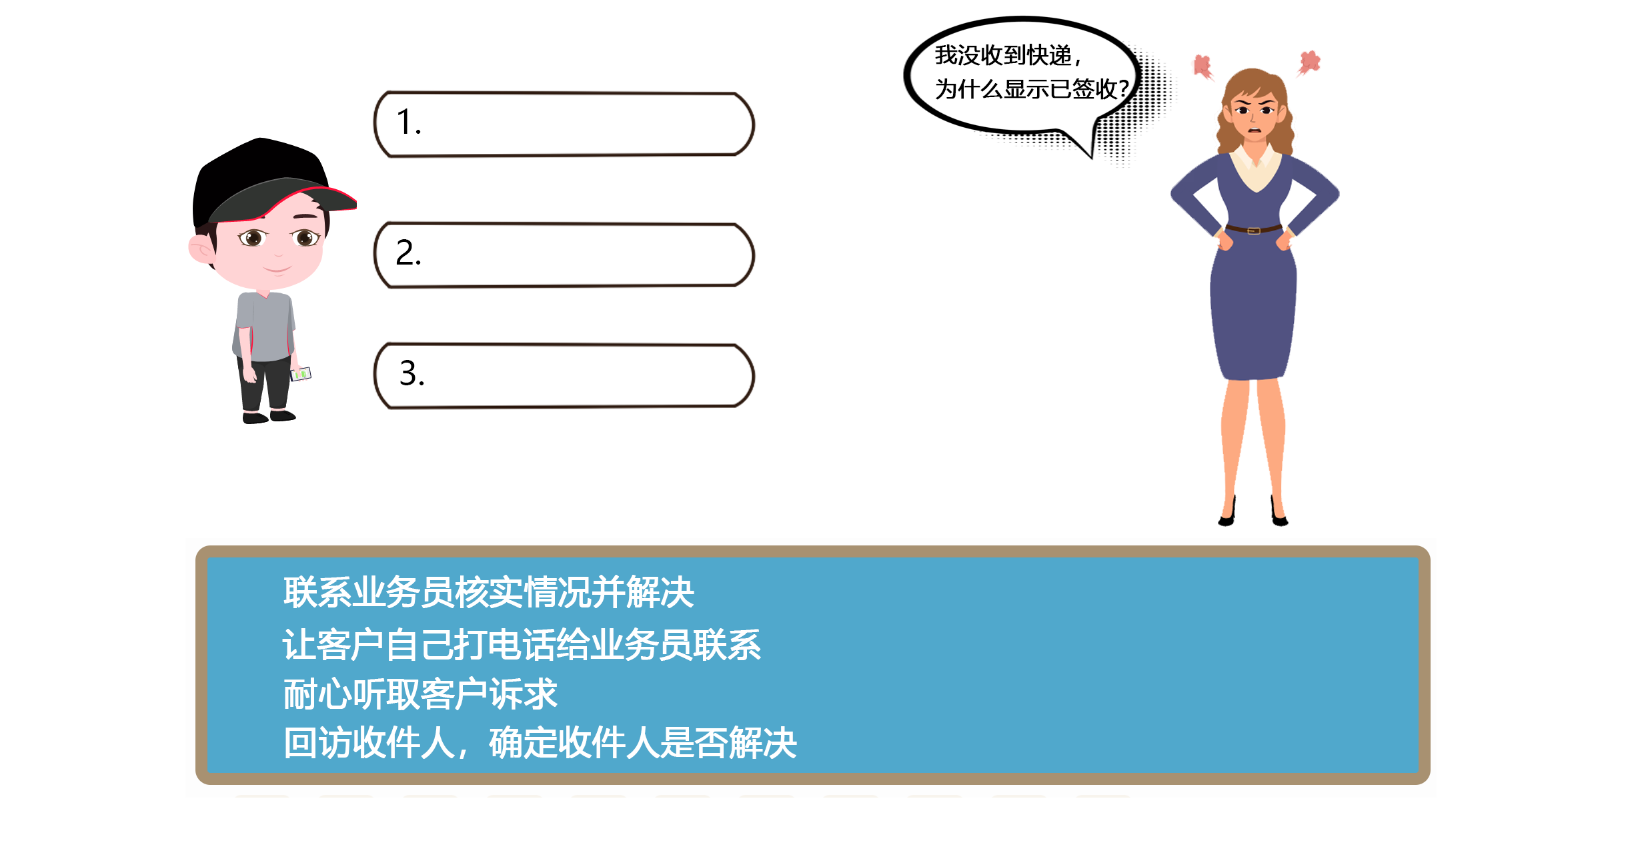 我没收到快递，
为什么显示已签收？
1.
2.
3.
联系业务员核实情况并解决
让客户自己打电话给业务员联系
耐心听取客户诉求
回访收件人，确定收件人是否解决